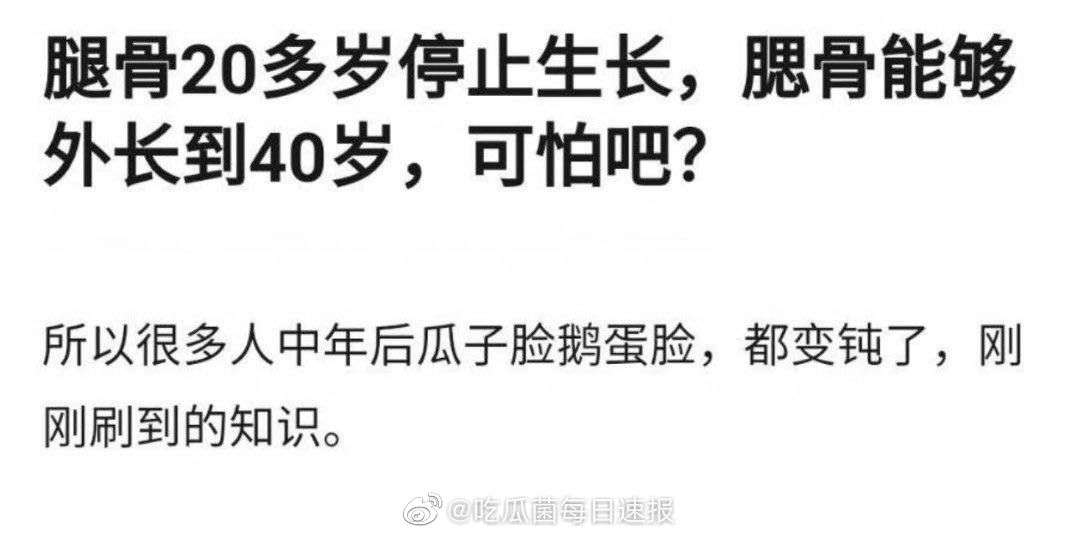 腿骨20多岁停止生长，腮骨能够
外长到40岁，可怕吧？
所以很多人中年后瓜子脸鹅蛋脸，都变钝了，刚
刚刷到的知识。
@吃瓜菌每日速报